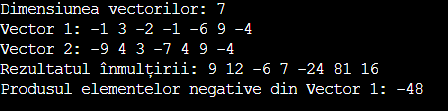 Dimensiunea vectorilor: 7
Vector 1: -1 3 -2 -1 -6 9 -4
Vector 2: -9 4 3 -7 4 9 -4
Rezultatul înmulțirii: 9 12 -6 7 -24 81 16
Produsul elementelor negative din Vector 1: -48